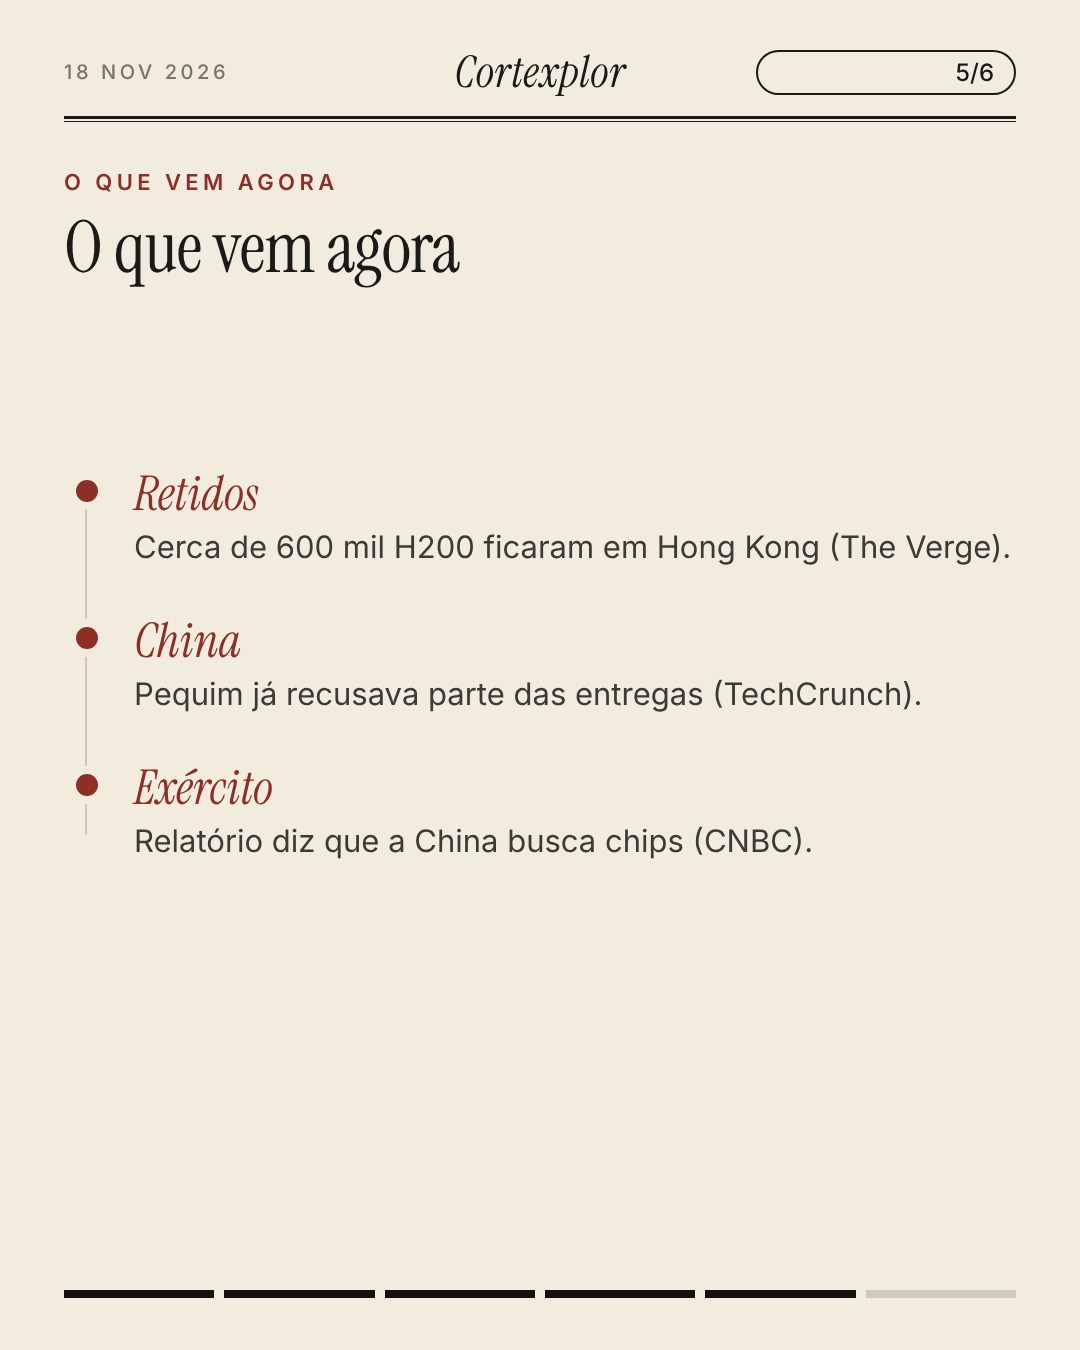 18 NOV 2026
Cortexplor
5/6
O QUE VEM AGORA
O que vem agora
Retidos
Cerca de 600 mil H200 ficaram em Hong Kong (The Verge).
China
Pequim já recusava parte das entregas (TechCrunch).
Exército
Relatório diz que a China busca chips (CNBC).